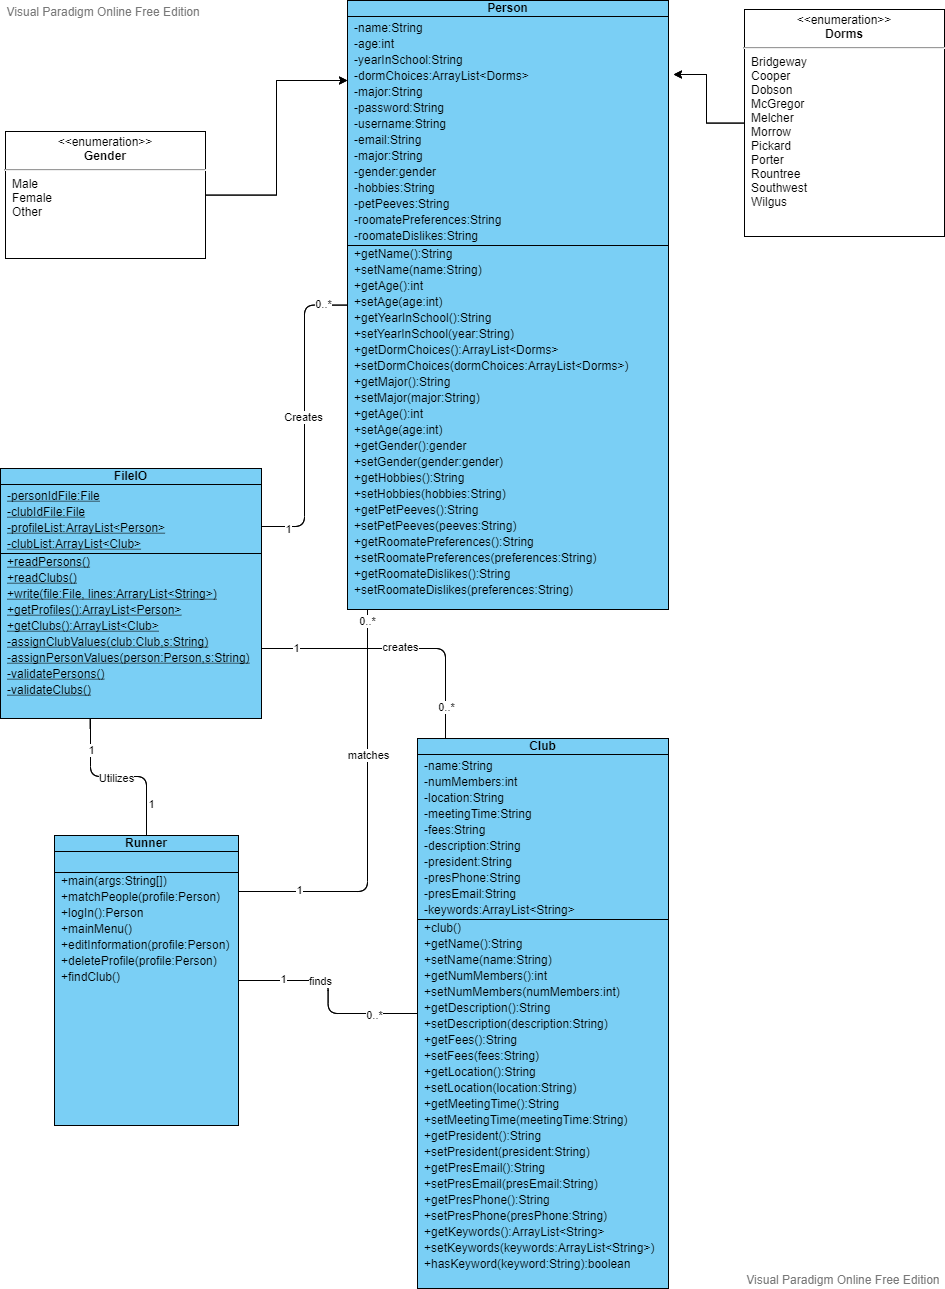 Visual Paradigm Online Free Edition
Person
-name:String
-age:int
-yearInSchool:String
-dormChoices:ArrayList<Dorms>
-major:String
-password:String
-username:String
-email:String
-major:String
-gender:gender
-hobbies:String
-petPeeves:String
-roomatePreferences:String
-roomateDislikes:String
+getName():String
+setName(name:String)
+getAge():int
+setAge(age:int)
+getYearInSchool():String
+setYearInSchool(year:String)
+getDormChoices():ArrayList<Dorms>
+setDormChoices(dormChoices:ArrayList<Dorms>)
+getMajor():String
+setMajor(major:String)
+getAge():int
+setAge(age:int)
+getGender():gender
+setGender(gender:gender)
+getHobbies():String
+setHobbies(hobbies:String)
+getPetPeeves():String
+setPetPeeves(peeves:String)
+getRoomatePreferences():String
+setRoomatePreferences(preferences:String)
+getRoomateDislikes():String
+setRoomateDislikes(preferences:String)
<<enumeration>>
Dorms
Bridgeway
Cooper
Dobson
McGregor
Melcher
Morrow
Pickard
Porter
Rountree
Southwest
Wilgus
<<enumeration>>
Gender
Male
Female
Other
0..*
Creates
1
FileIO
-personIdFile:File
-clubIdFile:File
-profileList:ArrayList<Person>
-clubList:ArrayList<Club>
+readPersons()
+readClubs()
+write(file:File, lines:ArraryList<String>)
+getProfiles():ArrayList<Person>
+getClubs():ArrayList<Club>
-assignClubValues(club:Club,s:String)
-assignPersonValues(person:Person,s:String)
-validatePersons()
-validateClubs()
0..*
1
creates
0..*
matches
1
1
Utilizes
1
Runner
+main(args:String[])
+matchPeople(profile:Person)
+logIn():Person
+mainMenu()
+editInformation(profile:Person)
+deleteProfile(profile:Person)
+findClub()
1
finds
0..*
Club
-name:String
-numMembers:int
-location:String
-meetingTime:String
-fees:String
-description:String
-president:String
-presPhone:String
-presEmail:String
-keywords:ArrayList<String>
+club()
+getName():String
+setName(name:String)
+getNumMembers():int
+setNumMembers(numMembers:int)
+getDescription():String
+setDescription(description:String)
+getFees():String
+setFees(fees:String)
+getLocation():String
+setLocation(location:String)
+getMeetingTime():String
+setMeetingTime(meetingTime:String)
+getPresident():String
+setPresident(president:String)
+getPresEmail():String
+setPresEmail(presEmail:String)
+getPresPhone():String
+setPresPhone(presPhone:String)
+getKeywords():ArrayList<String>
+setKeywords(keywords:ArrayList<String>)
+hasKeyword(keyword:String):boolean
Visual Paradigm Online Free Edition